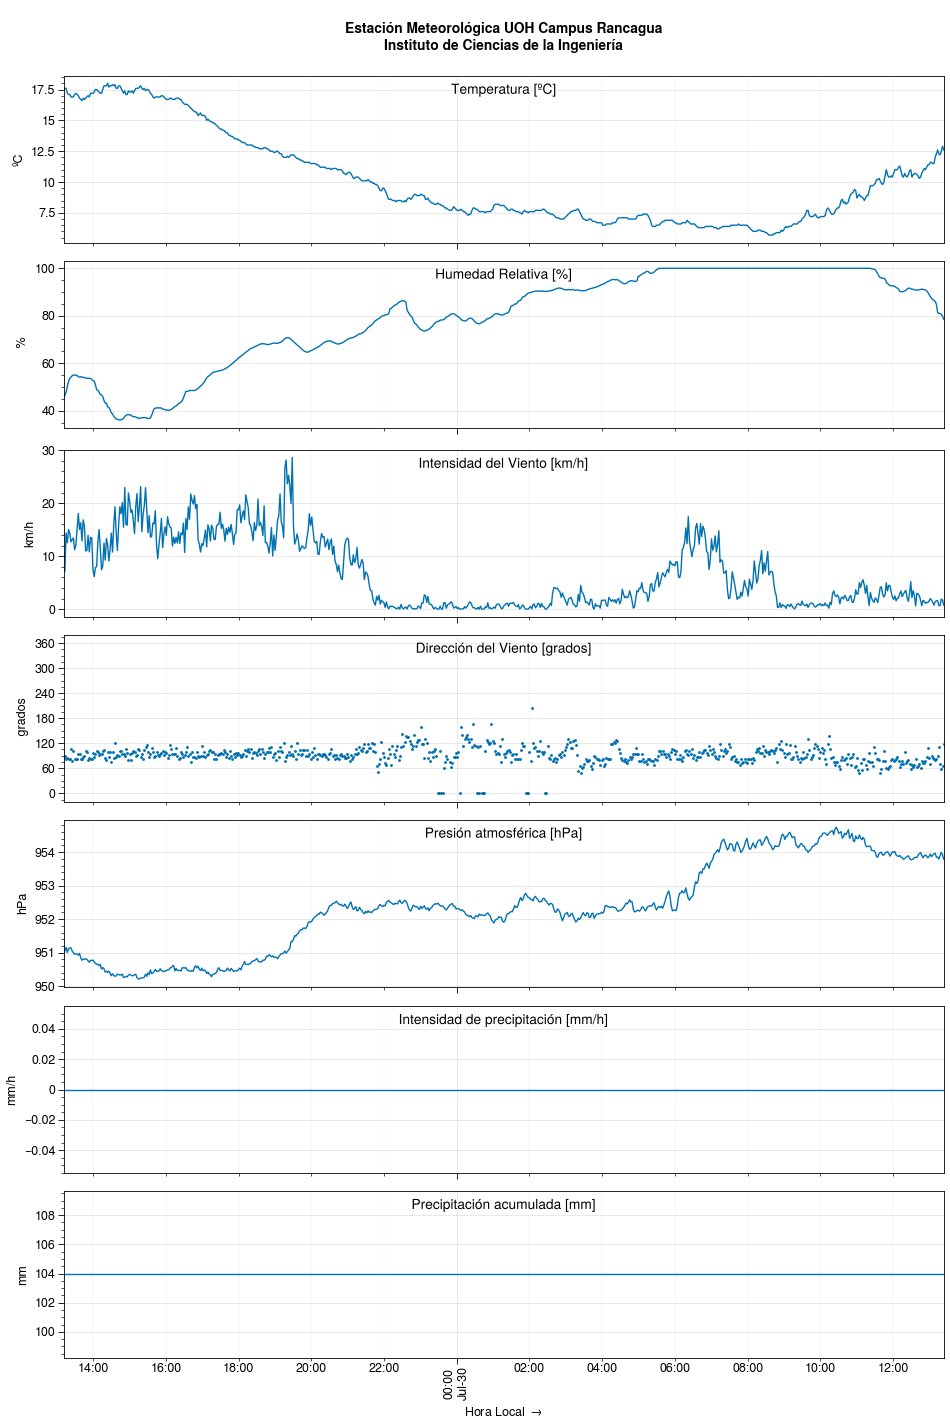 Estación Meteorológica UOH Campus Rancagua
Instituto de Ciencias de la Ingeniería
Temperatura [ºC]
ºC
17.5
15
12.5
10
7.5
Humedad Relativa [%]
%
100
80
60
40
Intensidad del Viento [km/h]
km/h
30
20
10
0
Dirección del Viento [grados]
grados
360
300
240
180
120
60
0
Presión atmosférica [hPa]
hPa
954
953
952
951
950
Intensidad de precipitación [mm/h]
mm/h
0.04
0.02
0
−0.02
−0.04
Precipitación acumulada [mm]
mm
108
106
104
102
100
14:00 16:00 18:00 20:00 22:00 00:00 02:00 04:00 06:00 08:00 10:00 12:00
Jul-30
Hora Local →